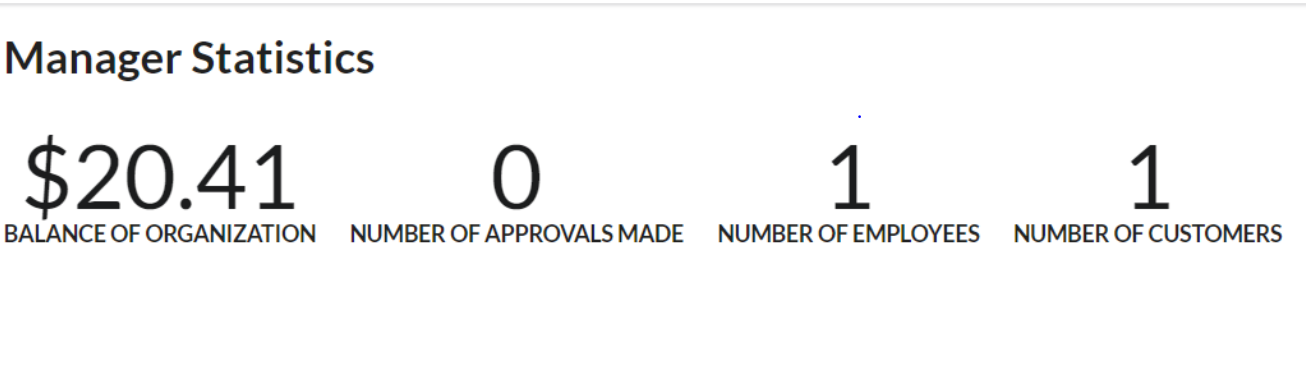 Manager Statistics
$20.41 0 1 1
BALANCE OF ORGANIZATION NUMBER OF APPROVALS MADE NUMBER OF EMPLOYEES NUMBER OF CUSTOMERS